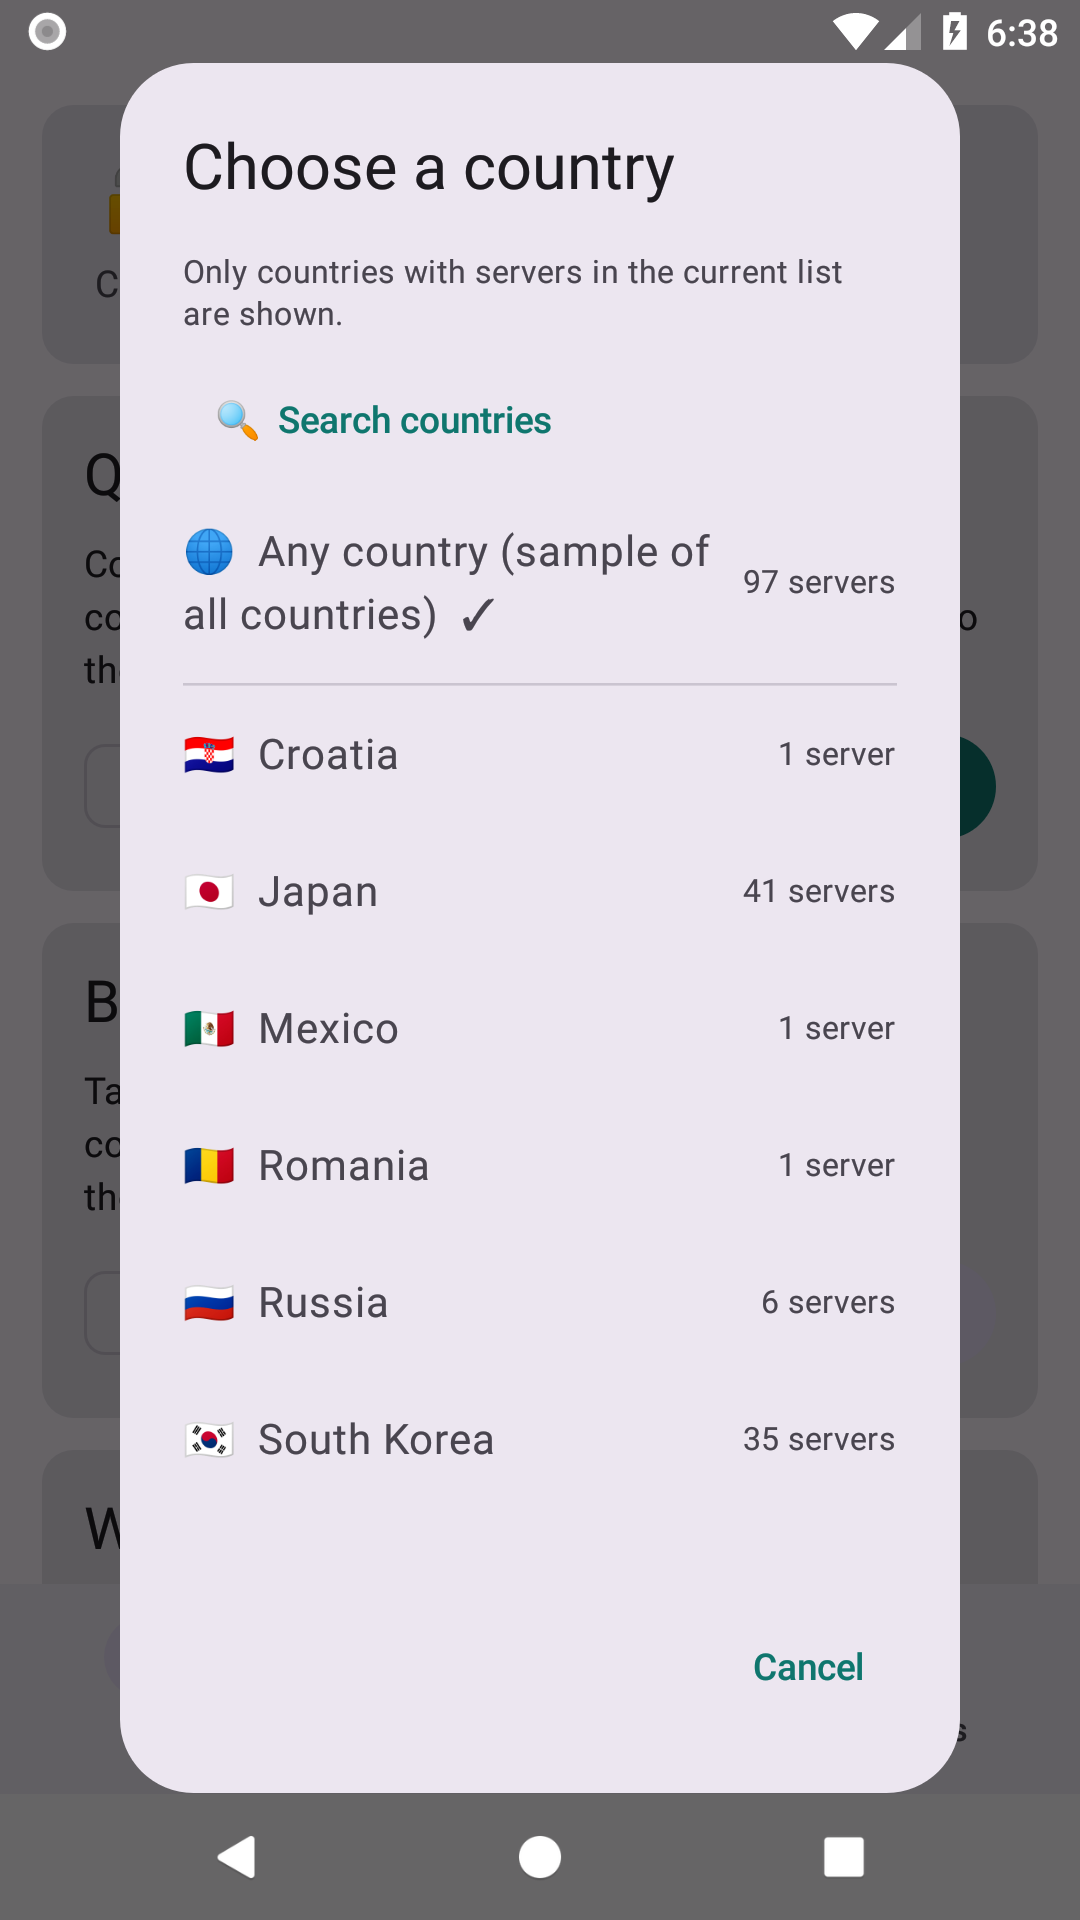 6:38
Choose a country
Only countries with servers in the current list
are shown.
🔍 Search countries
🌐 Any country (sample of
all countries) ✓
97 servers
🇭🇷 Croatia 1 server
🇯🇵 Japan 41 servers
🇲🇽 Mexico 1 server
🇷🇴 Romania 1 server
🇷🇺 Russia 6 servers
🇰🇷 South Korea 35 servers
Cancel